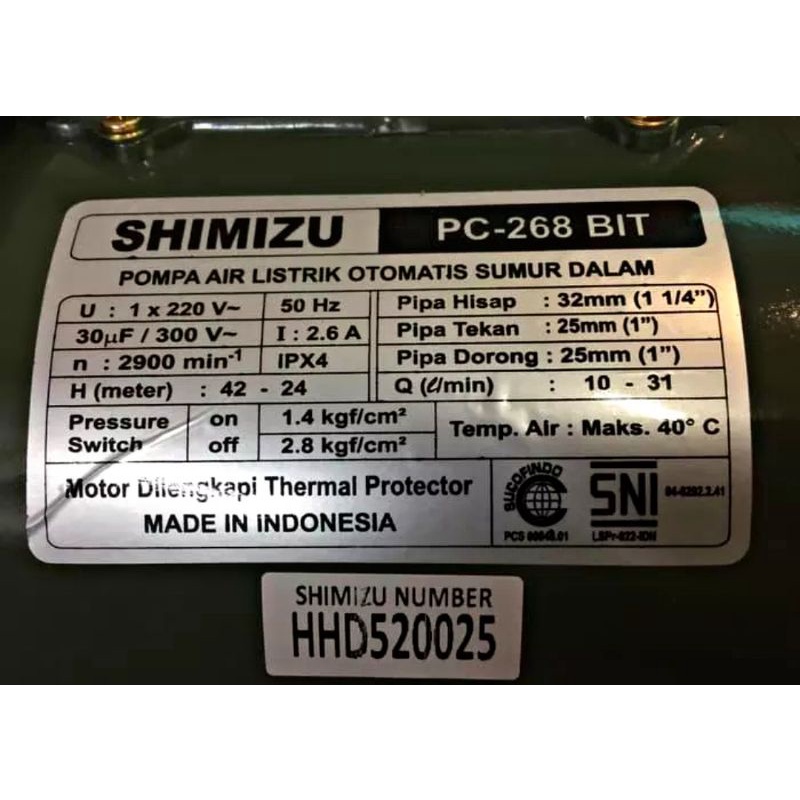 SHIMIZU PC-268 BIT
POMPA AIR LISTRIK OTOMATIS SUMUR DALAM
U : 1 x 220 V~ 50 Hz Pipa Hisap : 32mm (1 1/4")
30µF / 300 V~ I : 2.6 A Pipa Tekan : 25mm (1")
n : 2900 min-1 IPX4 Pipa Dorong : 25mm (1")
H (meter) : 42 - 24 Q (ℓ/min) : 10 - 31
Pressure Switch on 1.4 kgf/cm² Temp. Air : Maks. 40° C
off 2.8 kgf/cm²
Motor Dilengkapi Thermal Protector
MADE IN INDONESIA
SUCOFINDO
SNI
LSPr-022-IDN
SHIMIZU NUMBER
HHD520025